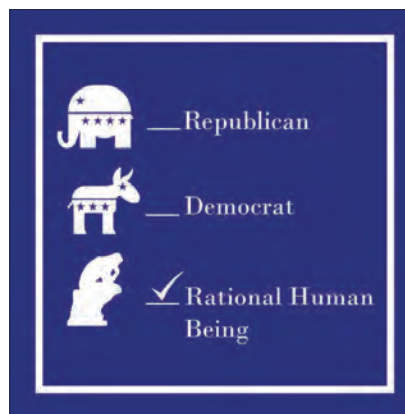 __Republican
__Democrat
✓ Rational Human
Being